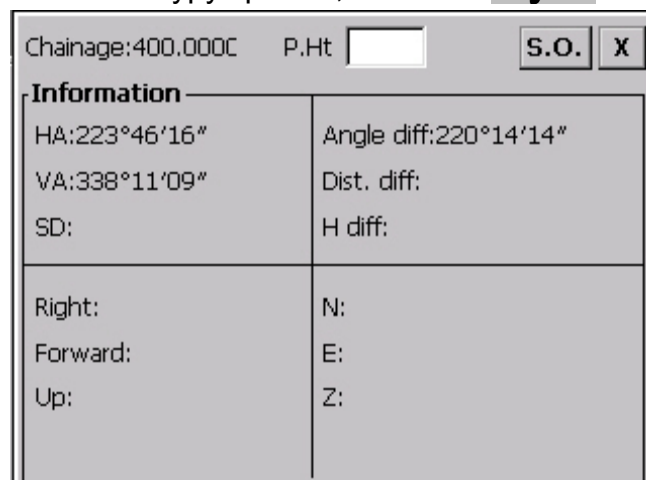 Chainage:400.000 P.Ht S.O. X
Information
HA:223°46'16" Angle diff:220°14'14"
VA:338°11'09" Dist. diff:
SD: H diff:
Right: N:
Forward: E:
Up: Z: